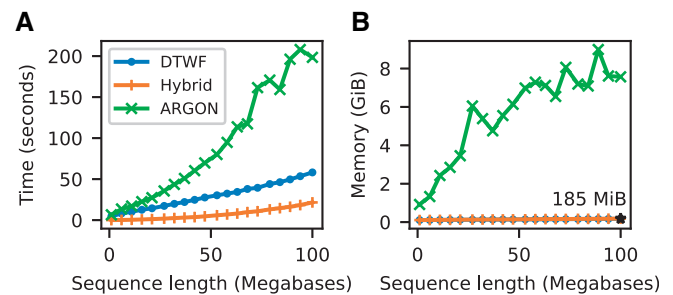 A
200
150
100
50
0
Time (seconds)
DTWF
Hybrid
ARGON
0
50
100
Sequence length (Megabases)
B
8
6
4
2
0
Memory (GiB)
185 MiB
0
50
100
Sequence length (Megabases)